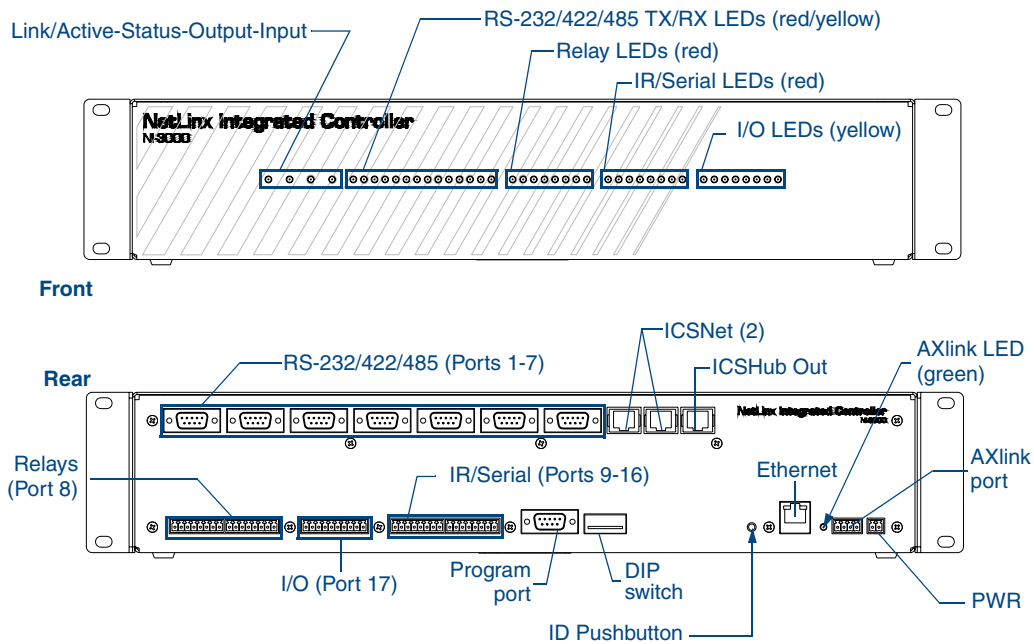 RS-232/422/485 TX/RX LEDs (red/yellow)
Link/Active-Status-Output-Input
Relay LEDs (red)
IR/Serial LEDs (red)
I/O LEDs (yellow)
NetLinx Integrated Controller
NI-3000
Front
ICSNet (2)
RS-232/422/485 (Ports 1-7)
ICSHub Out
AXlink LED
(green)
Rear
NetLinx Integrated Controller
NI-3000
Relays
(Port 8)
IR/Serial (Ports 9-16)
Ethernet
AXlink
port
I/O (Port 17)
Program
port
DIP
switch
PWR
ID Pushbutton